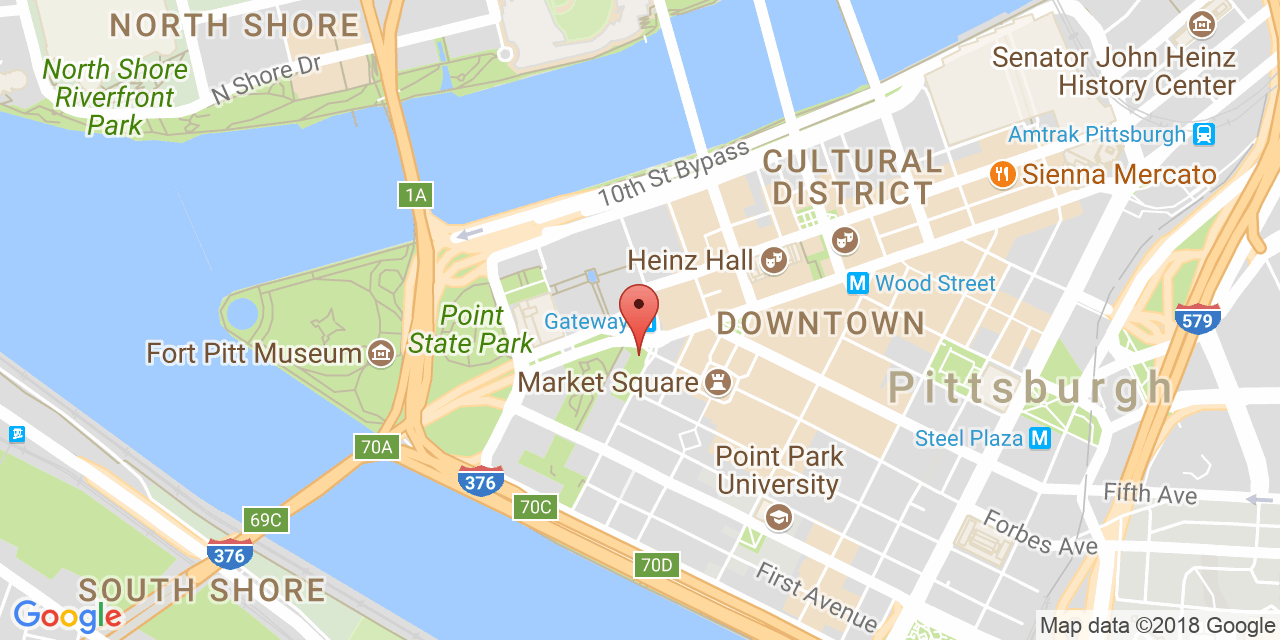 NORTH SHORE
North Shore
Riverfront
Park
N Shore Dr
Senator John Heinz
History Center
Amtrak Pittsburgh
Sienna Mercato
CULTURAL
DISTRICT
10th St Bypass
1A
Heinz Hall
Wood Street
M
Gateway
Point
State Park
DOWNTOWN
579
Fort Pitt Museum
Market Square
Pittsburgh
Steel Plaza
M
70A
376
Point Park
University
Fifth Ave
70C
69C
Forbes Ave
376
70D
First Avenue
SOUTH SHORE
Google
Map data ©2018 Google